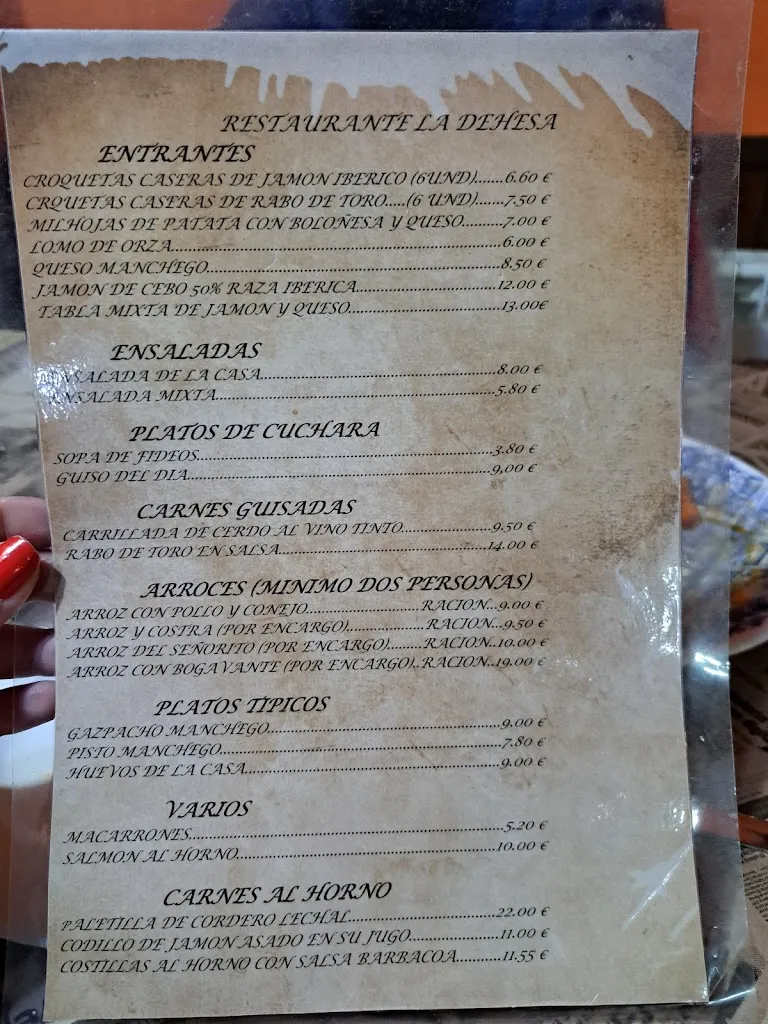 RESTAURANTE LA DEHESA
ENTRANTES
CROQUETAS CASERAS DE JAMON IBERICO (6UND).......6.60 €
CRQUETAS CASERAS DE RABO DE TORO.....(6 UND).......7.50 €
MILHOJAS DE PATATA CON BOLOÑESA Y QUESO..........7.00 €
LOMO DE ORZA..........6.00 €
QUESO MANCHEGO..........8.50 €
JAMON DE CEBO 50% RAZA IBERICA..........12.00 €
TABLA MIXTA DE JAMON Y QUESO..........13.00€
ENSALADAS
ENSALADA DE LA CASA..........8.00 €
ENSALADA MIXTA..........5.80 €
PLATOS DE CUCHARA
SOPA DE FIDEOS..........3.80 €
GUISO DEL DIA..........9,00 €
CARNES GUISADAS
CARRILLADA DE CERDO AL VINO TINTO..........9.50 €
RABO DE TORO EN SALSA..........14.00 €
ARROCES (MINIMO DOS PERSONAS)
ARROZ CON POLLO Y CONEJO..........RACION...9.00 €
ARROZ Y COSTRA (POR ENCARGO)..........RACION...9.50 €
ARROZ DEL SEÑORITO (POR ENCARGO).........RACION..10.00 €
ARROZ CON BOGAVANTE (POR ENCARGO)..RACION..19.00 €
PLATOS TIPICOS
GAZPACHO MANCHEGO..........9.00 €
PISTO MANCHEGO..........7.80 €
HUEVOS DE LA CASA..........9.00 €
VARIOS
MACARRONES..........5.20 €
SALMON AL HORNO..........10.00 €
CARNES AL HORNO
PALETILLA DE CORDERO LECHAL..........22.00 €
CODILLO DE JAMON ASADO EN SU JUGO..........11.00 €
COSTILLAS AL HORNO CON SALSA BARBACOA..........11.55 €